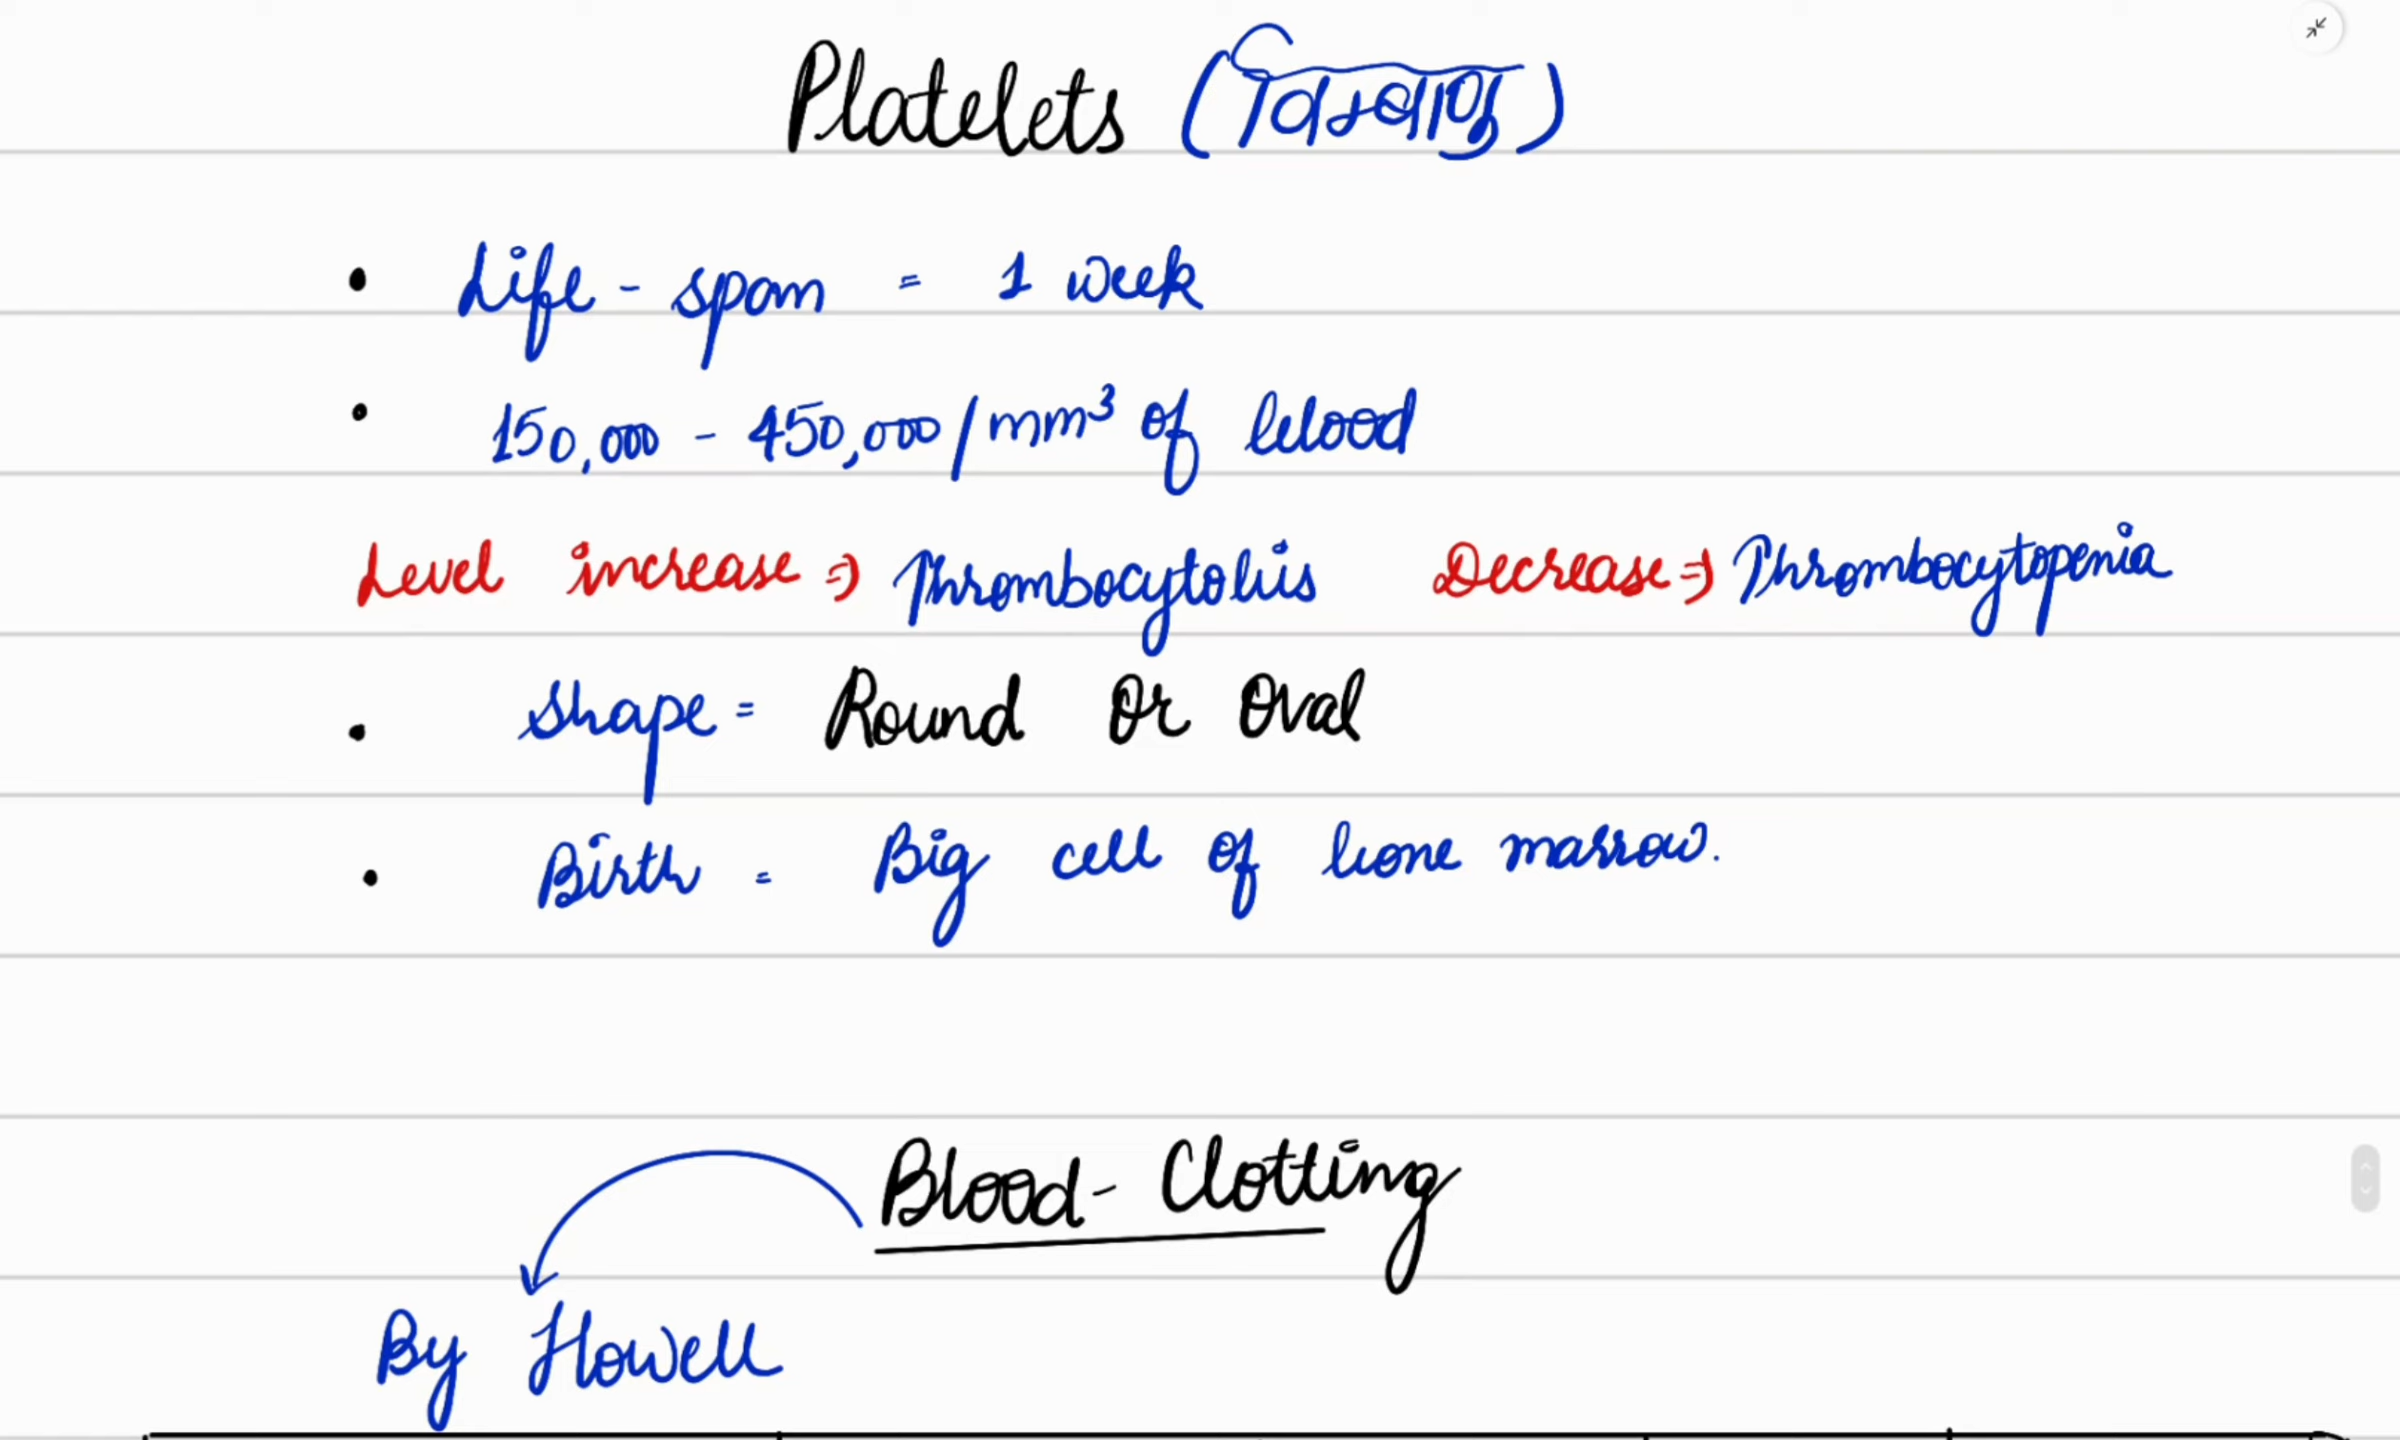 Platelets (बिम्बाणु)
• Life - span = 1 week
• 150,000 - 450,000/mm³ of blood
Level increase ⇒ Thrombocytosis Decrease ⇒ Thrombocytopenia
• Shape = Round Or Oval
• Birth = Big cell of bone marrow.
Blood - Clotting
By Howell